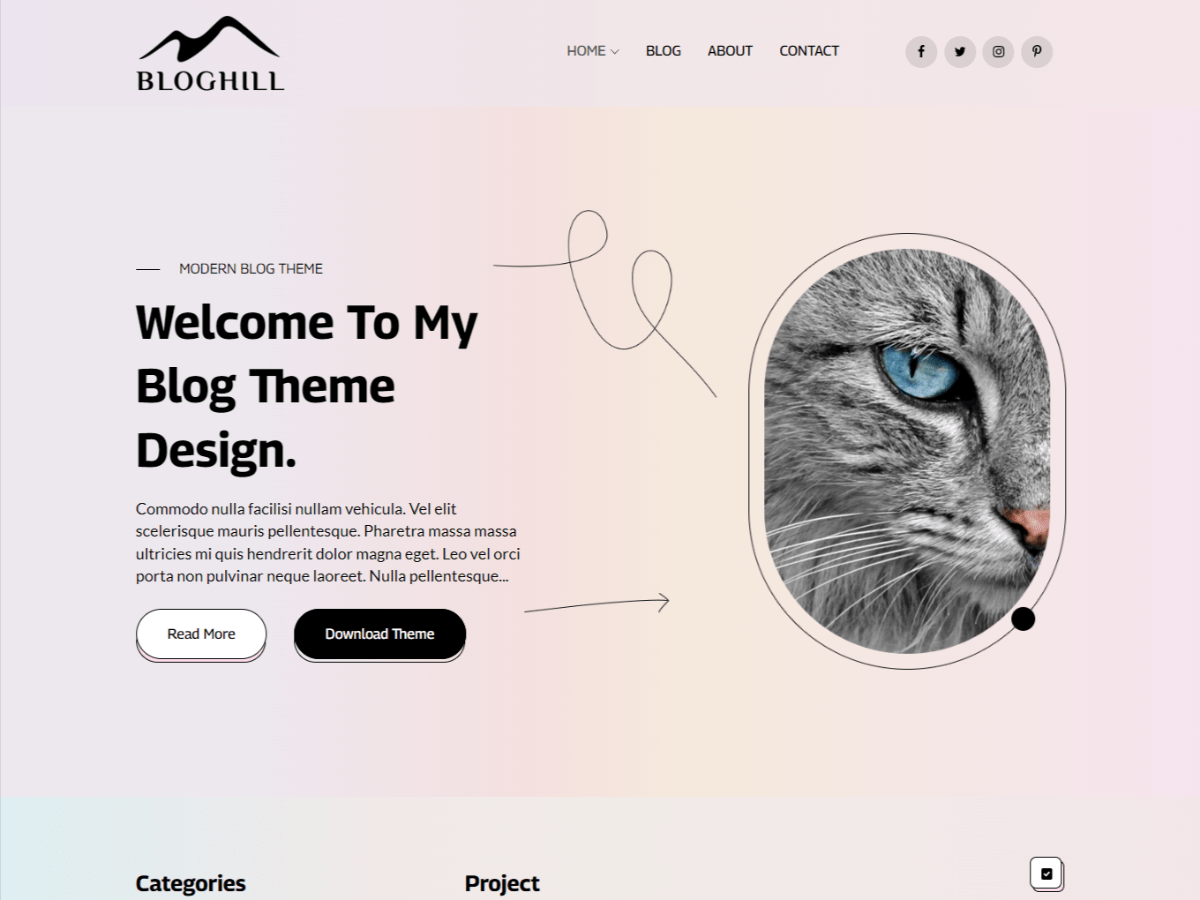 BLOGHILL
HOME
BLOG
ABOUT
CONTACT
MODERN BLOG THEME
Welcome To My
Blog Theme
Design.
Commodo nulla facilisi nullam vehicula. Vel elit
scelerisque mauris pellentesque. Pharetra massa massa
ultricies mi quis hendrerit dolor magna eget. Leo vel orci
porta non pulvinar neque laoreet. Nulla pellentesque...
Read More
Download Theme
Categories
Project